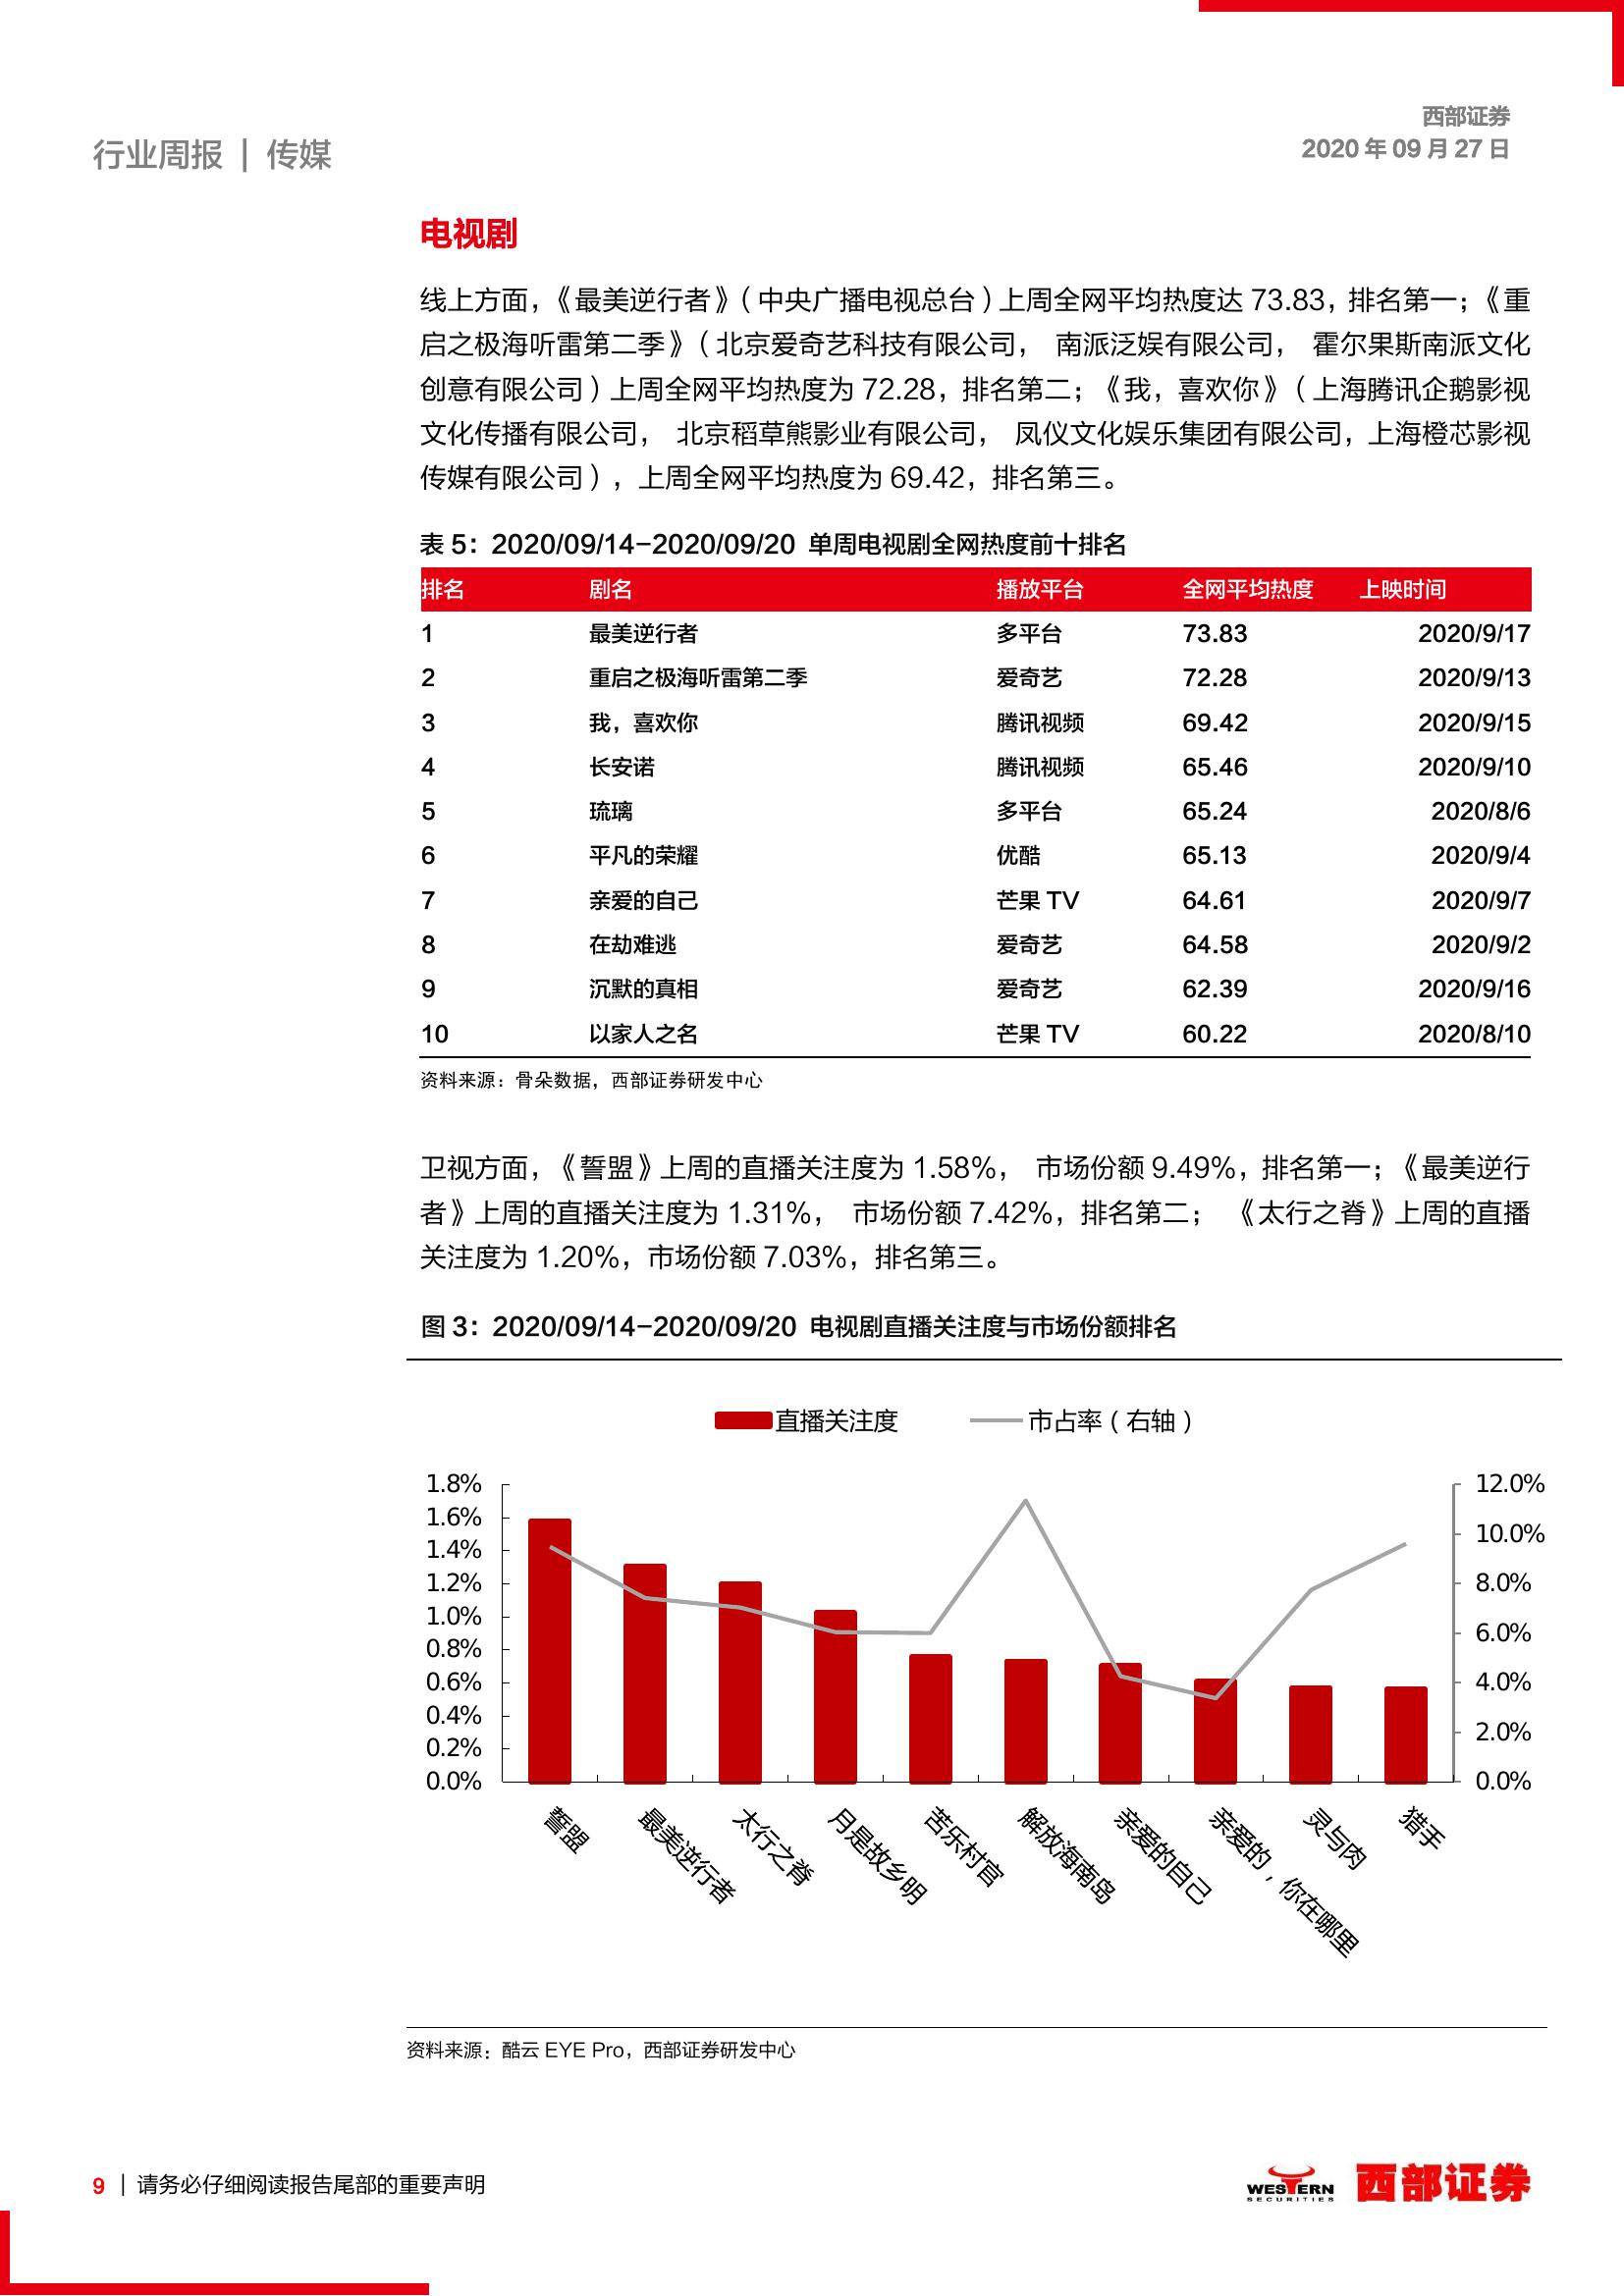 西部证券
行业周报 | 传媒
2020 年 09 月 27 日
电视剧
线上方面，《最美逆行者》（中央广播电视总台）上周全网平均热度达 73.83，排名第一；《重
启之极海听雷第二季》（北京爱奇艺科技有限公司， 南派泛娱有限公司， 霍尔果斯南派文化
创意有限公司）上周全网平均热度为 72.28，排名第二；《我，喜欢你》（上海腾讯企鹅影视
文化传播有限公司， 北京稻草熊影业有限公司， 凤仪文化娱乐集团有限公司，上海橙芯影视
传媒有限公司），上周全网平均热度为 69.42，排名第三。
表 5：2020/09/14-2020/09/20 单周电视剧全网热度前十排名
排名 剧名 播放平台 全网平均热度 上映时间
1 最美逆行者 多平台 73.83 2020/9/17
2 重启之极海听雷第二季 爱奇艺 72.28 2020/9/13
3 我，喜欢你 腾讯视频 69.42 2020/9/15
4 长安诺 腾讯视频 65.46 2020/9/10
5 琉璃 多平台 65.24 2020/8/6
6 平凡的荣耀 优酷 65.13 2020/9/4
7 亲爱的自己 芒果 TV 64.61 2020/9/7
8 在劫难逃 爱奇艺 64.58 2020/9/2
9 沉默的真相 爱奇艺 62.39 2020/9/16
10 以家人之名 芒果 TV 60.22 2020/8/10
资料来源：骨朵数据，西部证券研发中心
卫视方面，《誓盟》上周的直播关注度为 1.58%， 市场份额 9.49%，排名第一；《最美逆行
者》上周的直播关注度为 1.31%， 市场份额 7.42%，排名第二； 《太行之脊》上周的直播
关注度为 1.20%，市场份额 7.03%，排名第三。
图 3：2020/09/14-2020/09/20 电视剧直播关注度与市场份额排名
直播关注度 市占率（右轴）
1.8%
1.6%
1.4%
1.2%
1.0%
0.8%
0.6%
0.4%
0.2%
0.0%
12.0%
10.0%
8.0%
6.0%
4.0%
2.0%
0.0%
誓盟
最美逆行者
太行之脊
月是故乡明
苦乐村官
解放海南岛
亲爱的自己
亲爱的，你在哪里
灵与肉
猎手
资料来源：酷云 EYE Pro，西部证券研发中心
9 | 请务必仔细阅读报告尾部的重要声明
WESTERN
SECURITIES
西部证券